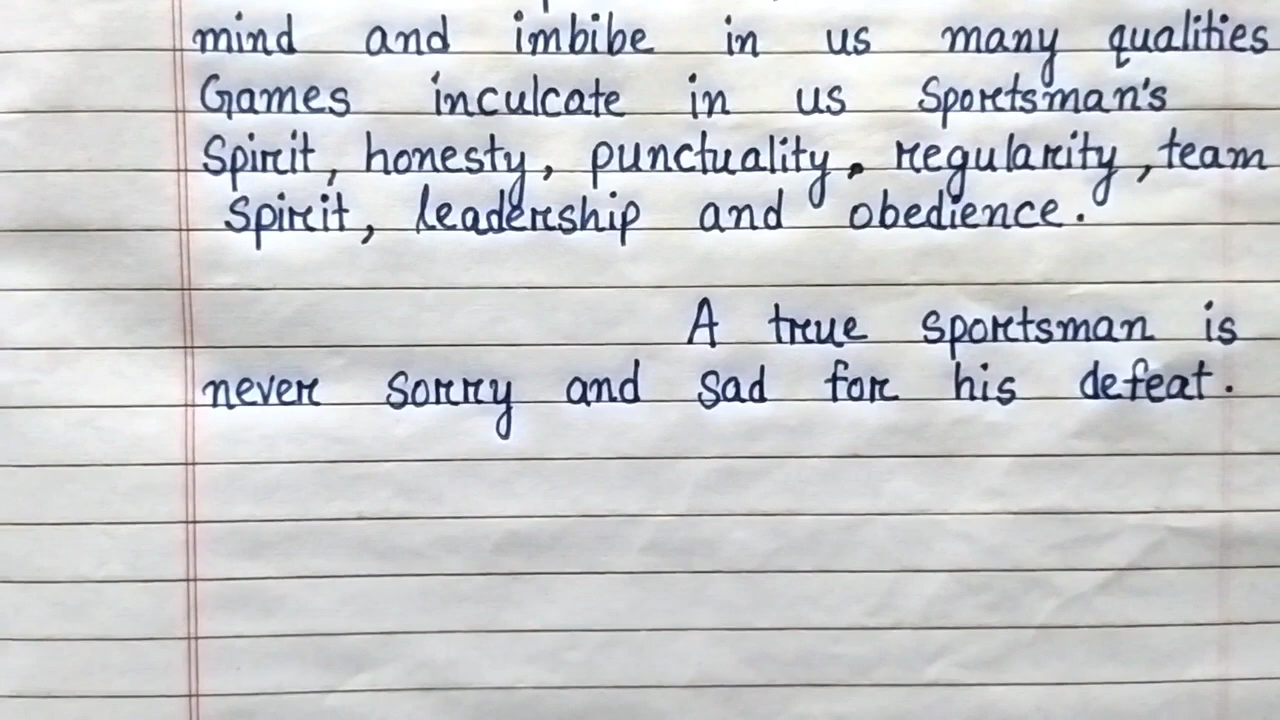 mind and imbibe in us many qualities
Games inculcate in us Sportsman's
Spirit, honesty, punctuality, regularity, team
spirit, leadership and obedience.
A true sportsman is
never sorry and sad for his defeat.